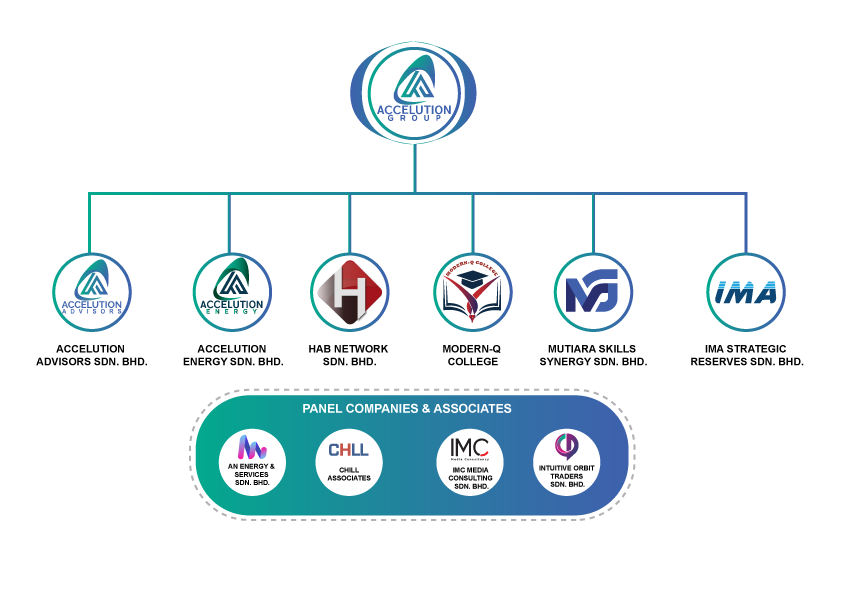 ACCELUTION
GROUP
ACCELUTION
ADVISORS
ACCELUTION
ENERGY
H
MODERN-Q COLLEGE
MS
IMA
ACCELUTION
ADVISORS SDN. BHD.
ACCELUTION
ENERGY SDN. BHD.
HAB NETWORK
SDN. BHD.
MODERN-Q
COLLEGE
MUTIARA SKILLS
SYNERGY SDN. BHD.
IMA STRATEGIC
RESERVES SDN. BHD.
PANEL COMPANIES & ASSOCIATES
AN ENERGY &
SERVICES
SDN. BHD.
CHILL
CHILL
ASSOCIATES
IMC
Media Consultancy
IMC MEDIA
CONSULTING
SDN. BHD.
INTUITIVE ORBIT
TRADERS
SDN. BHD.